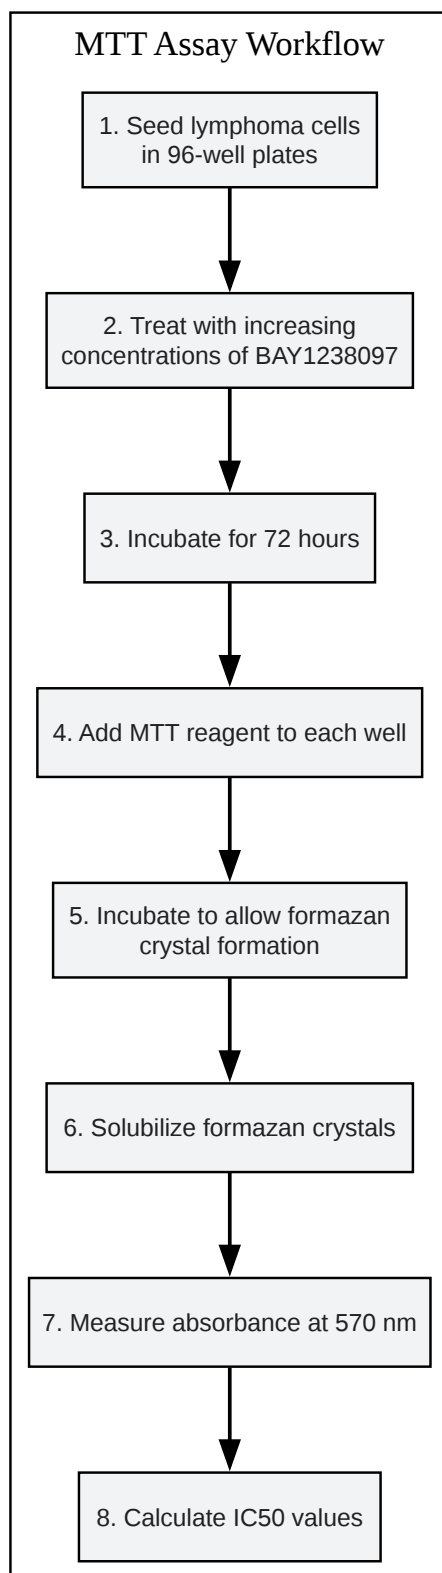 MTT Assay Workflow
1. Seed lymphoma cells
in 96-well plates
2. Treat with increasing
concentrations of BAY1238097
3. Incubate for 72 hours
4. Add MTT reagent to each well
5. Incubate to allow formazan
crystal formation
6. Solubilize formazan crystals
7. Measure absorbance at 570 nm
8. Calculate IC50 values